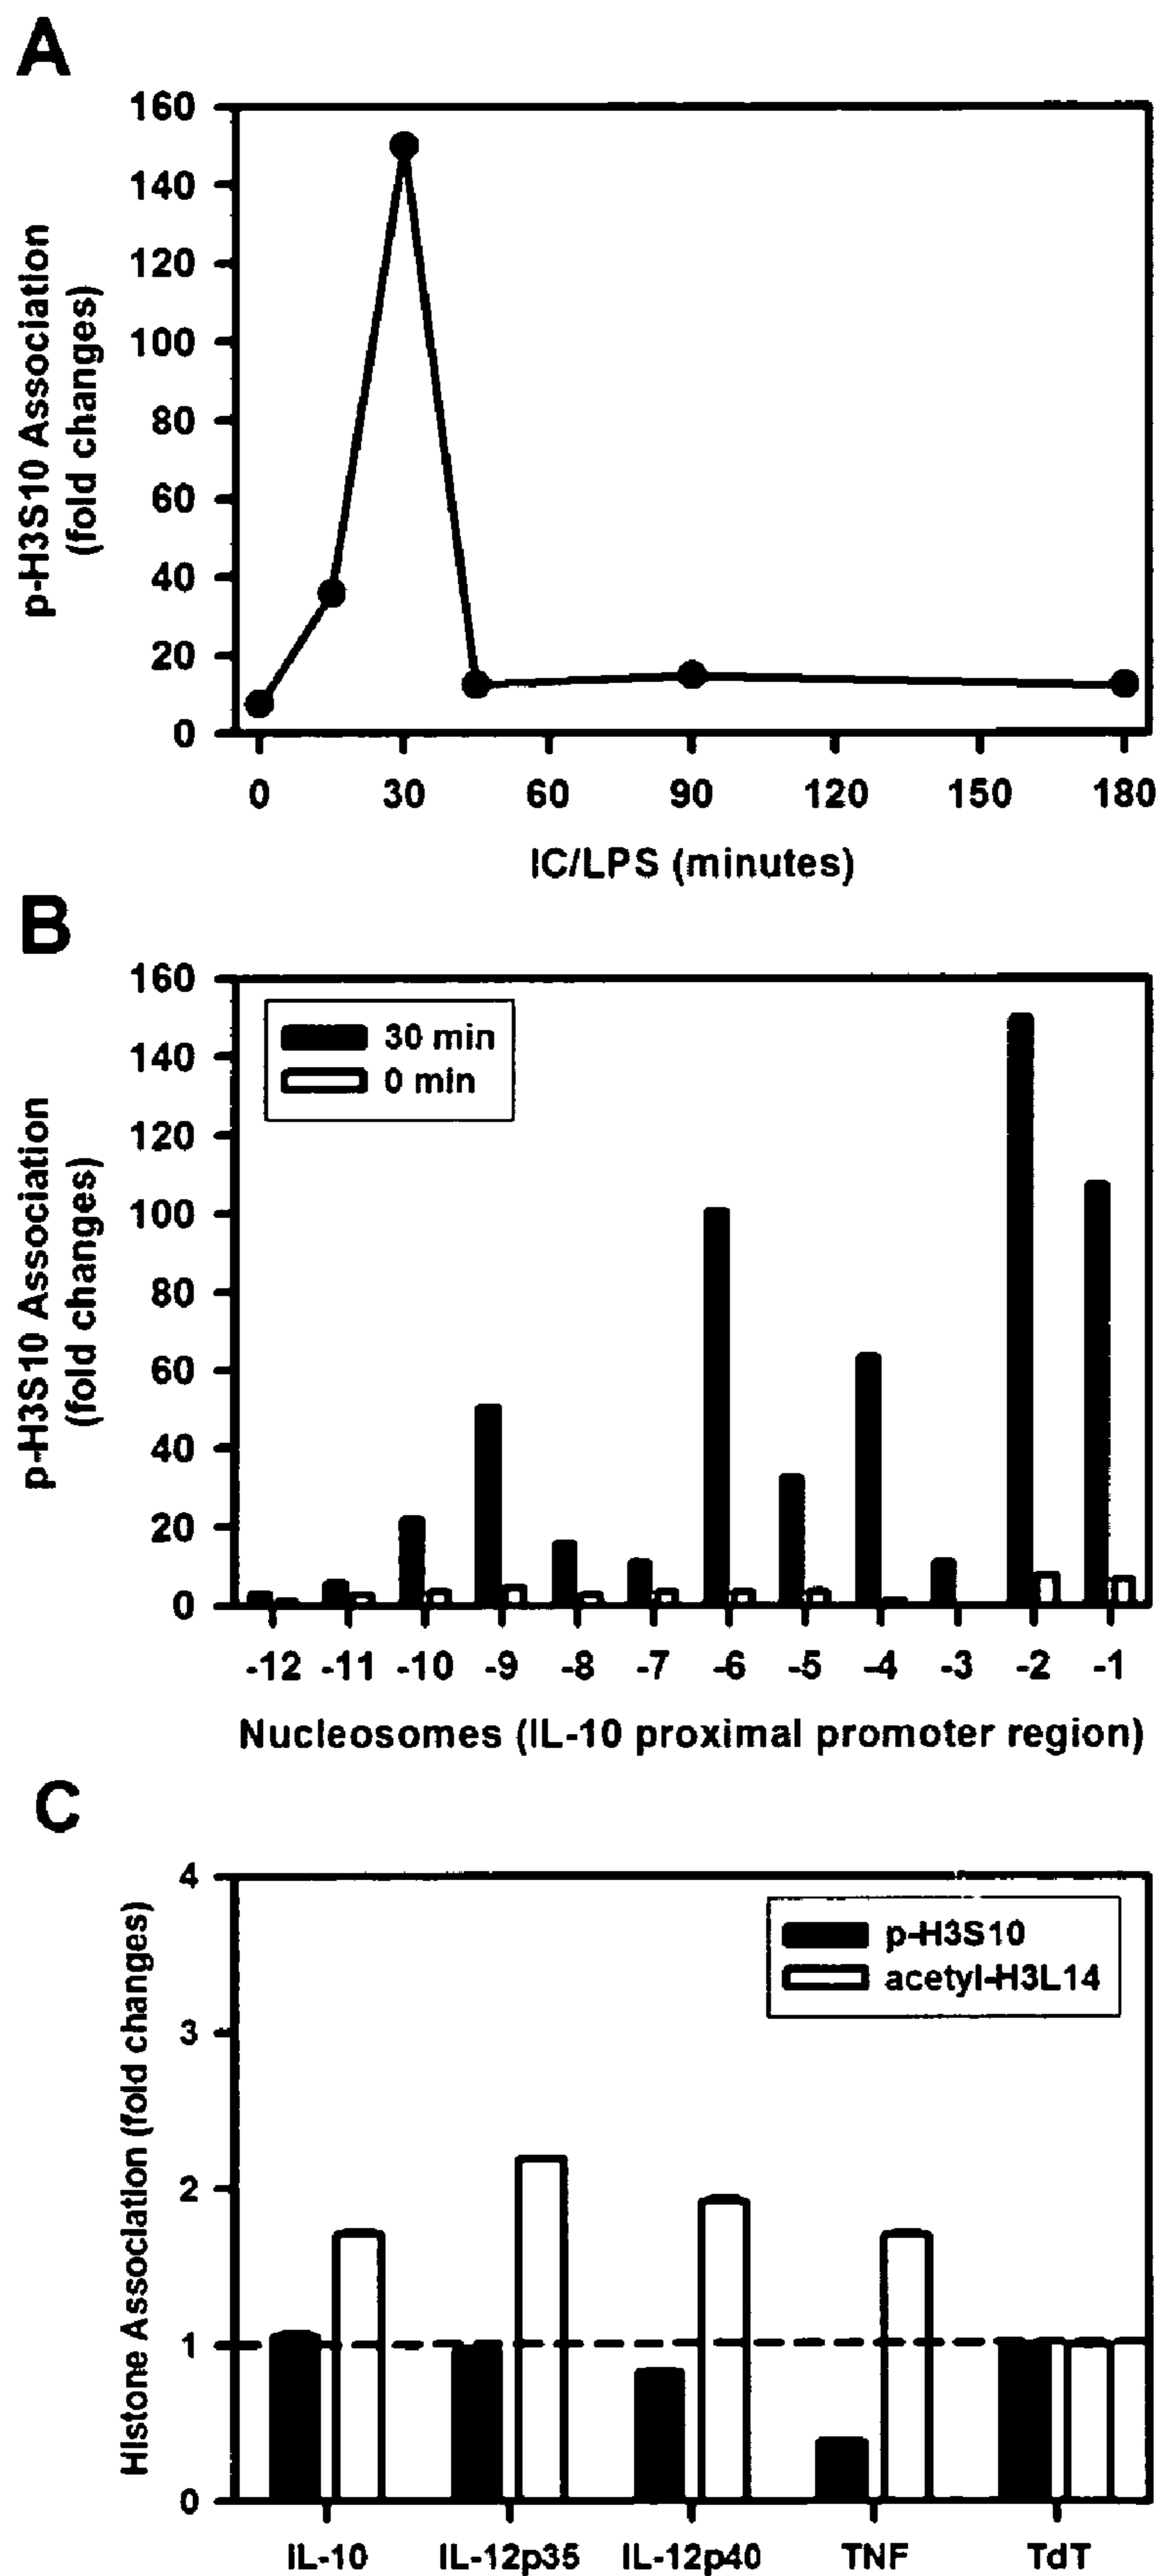 A
160
140
120
100
80
60
40
20
0
p-H3S10 Association
(fold changes)
0 30 60 90 120 150 180
IC/LPS (minutes)
B
160
140
120
100
80
60
40
20
0
p-H3S10 Association
(fold changes)
30 min
0 min
-12 -11 -10 -9 -8 -7 -6 -5 -4 -3 -2 -1
Nucleosomes (IL-10 proximal promoter region)
C
4
3
2
1
0
Histone Association (fold changes)
p-H3S10
acetyl-H3L14
IL-10 IL-12p35 IL-12p40 TNF TdT